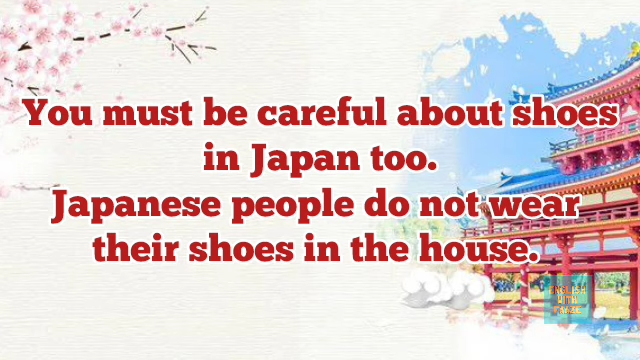 You must be careful about shoes
in Japan too.
Japanese people do not wear
their shoes in the house.
ENGLISH
WITH